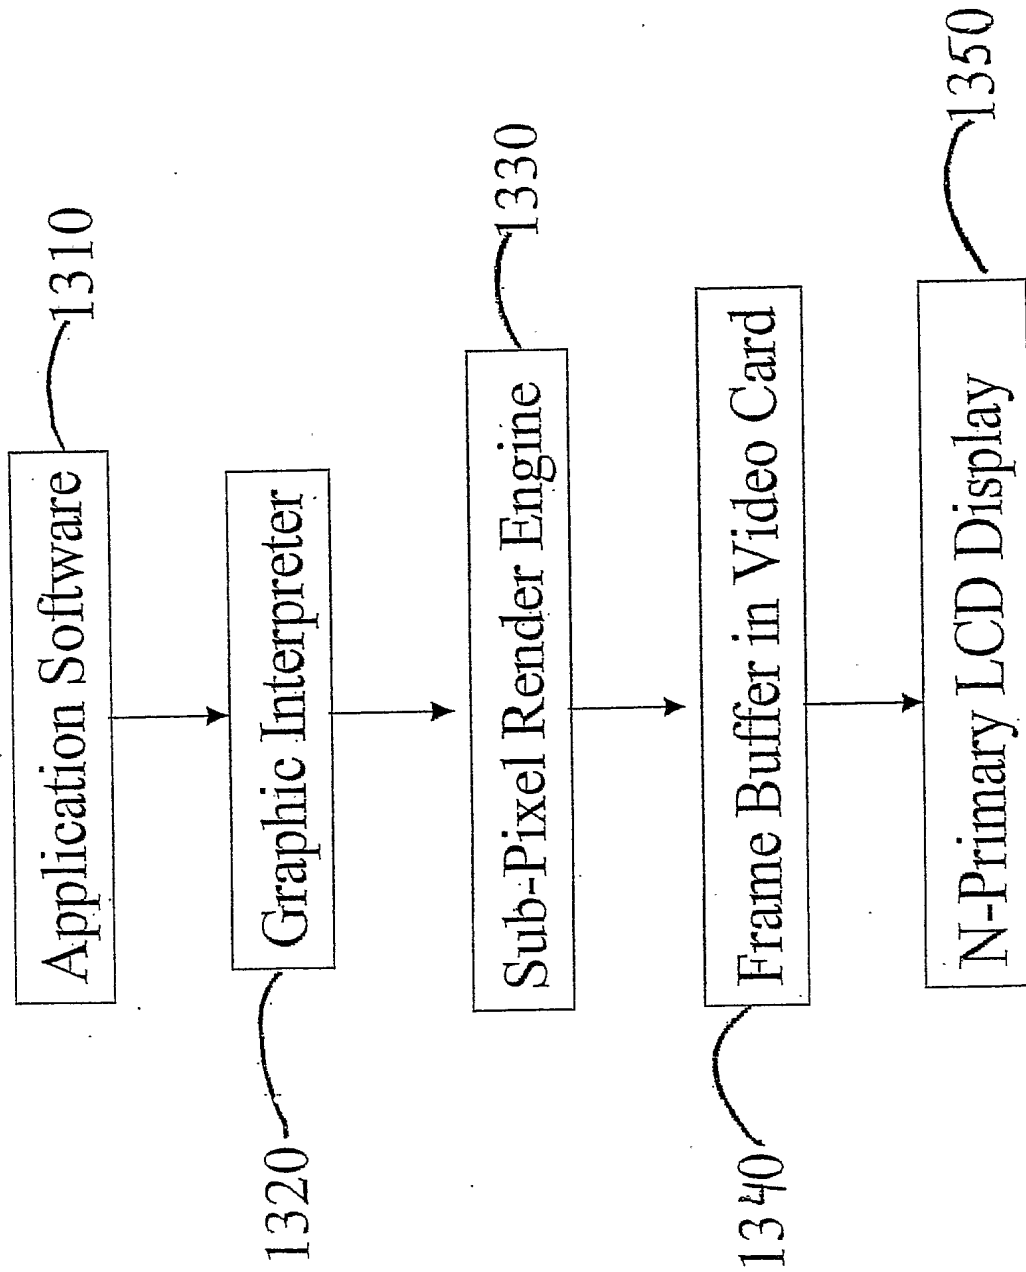 Application Software
1310
Graphic Interpreter
1320
Sub-Pixel Render Engine
1330
Frame Buffer in Video Card
1340
N-Primary LCD Display
1350